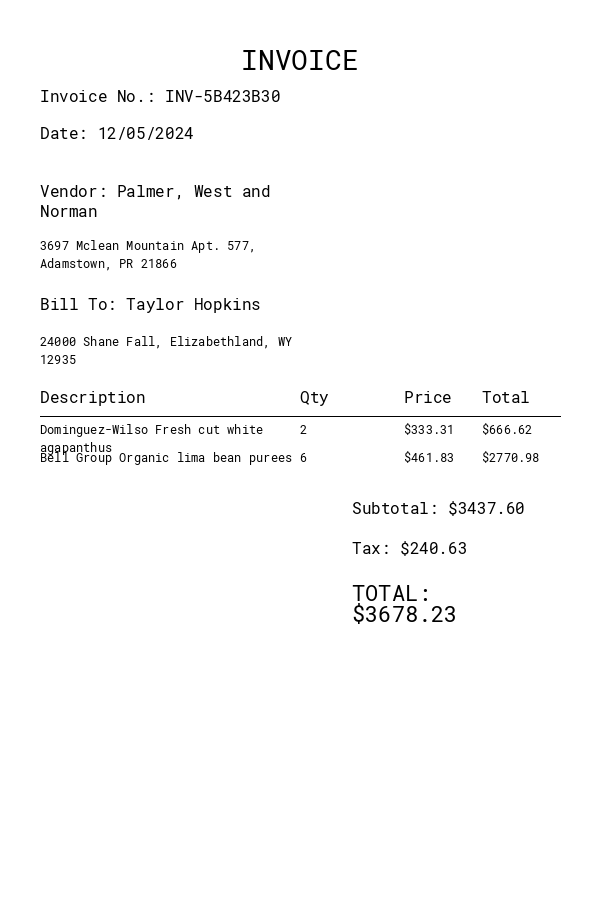 INVOICE
Invoice No.: INV-5B423B30
Date: 12/05/2024
Vendor: Palmer, West and
Norman
3697 Mclean Mountain Apt. 577,
Adamstown, PR 21866
Bill To: Taylor Hopkins
24000 Shane Fall, Elizabethland, WY
12935
Description Qty Price Total
Dominguez-Wilso Fresh cut white 2 $333.31 $666.62
agapanthus
Bell Group Organic lima bean purees 6 $461.83 $2770.98
Subtotal: $3437.60
Tax: $240.63
TOTAL:
$3678.23